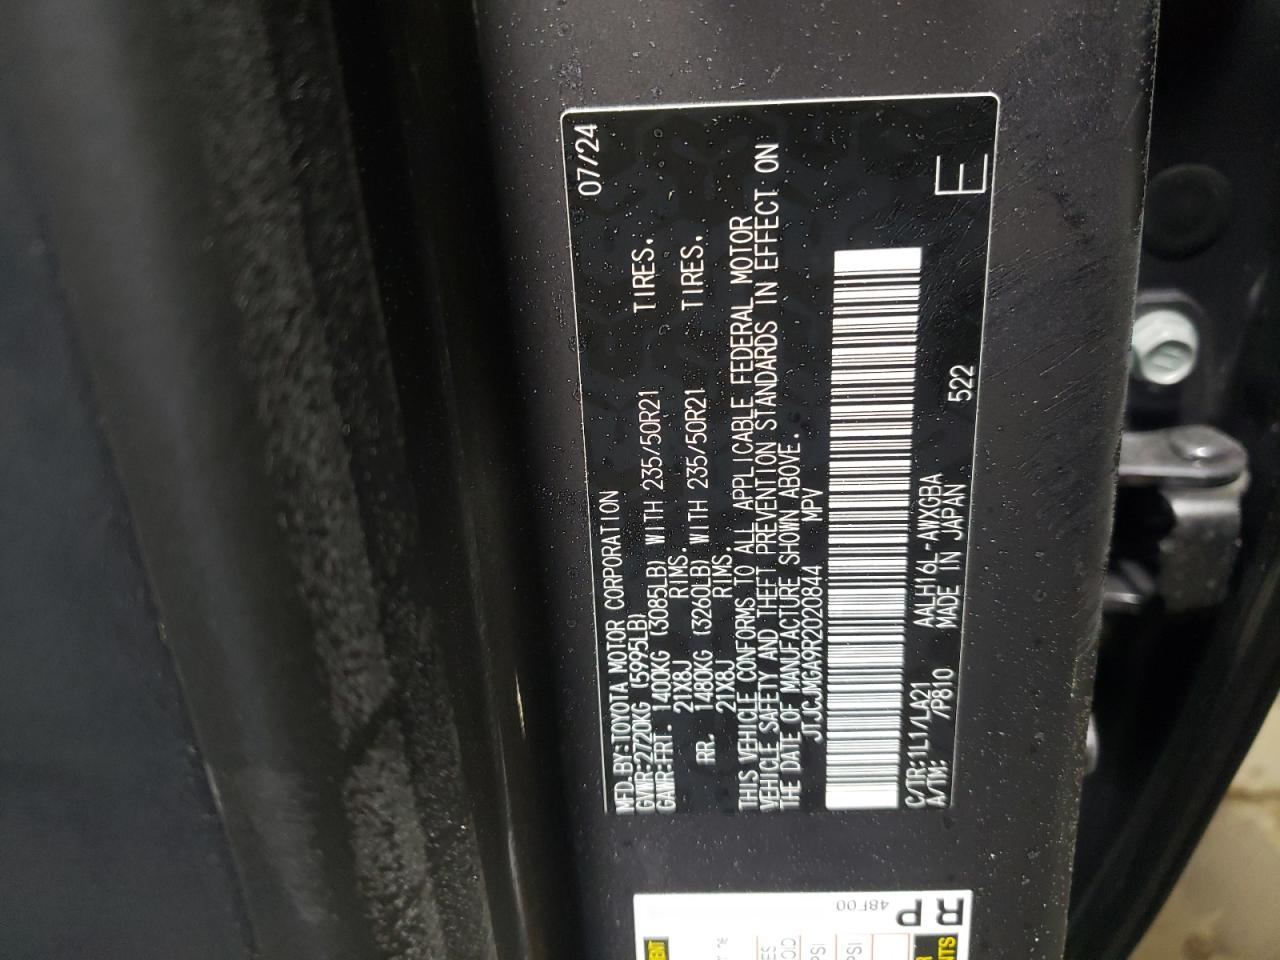 MFD. BY:TOYOTA MOTOR CORPORATION 07/24
GVWR:2720KG (5995LB)
GAWR:FRT. 1400KG (3085LB) WITH 235/50R21 TIRES.
21X8J RIMS.
RR. 1480KG (3260LB) WITH 235/50R21 TIRES.
21X8J RIMS.
THIS VEHICLE CONFORMS TO ALL APPLICABLE FEDERAL MOTOR
VEHICLE SAFETY AND THEFT PREVENTION STANDARDS IN EFFECT ON
THE DATE OF MANUFACTURE SHOWN ABOVE.
JTJCJMGA9R2020844 MPV
C/TR:1L1/LA21 AALH16L-AWXGBA
A/TM: /P810 MADE IN JAPAN 522
E
48F00
R
P
PSI
PSI